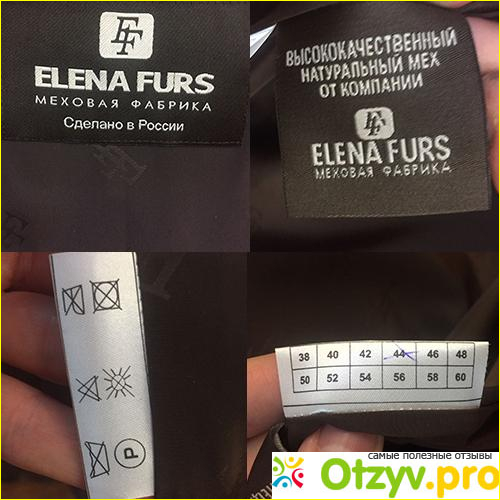 EF
ELENA FURS
МЕХОВАЯ ФАБРИКА
Сделано в России
ВЫСОКОКАЧЕСТВЕННЫЙ
НАТУРАЛЬНЫЙ МЕХ
ОТ КОМПАНИИ
EF
ELENA FURS
МЕХОВАЯ ФАБРИКА
P
38 40 42 44 46 48
50 52 54 56 58 60
самые полезные отзывы
Otzyv.pro